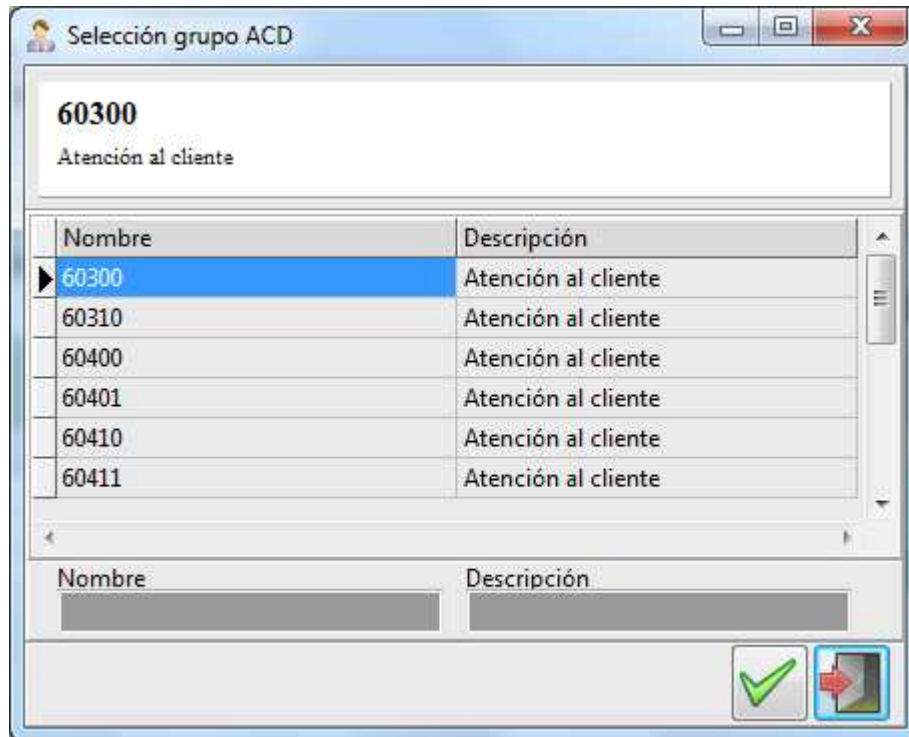 Selección grupo ACD
60300
Atención al cliente
Nombre Descripción
60300 Atención al cliente
60310 Atención al cliente
60400 Atención al cliente
60401 Atención al cliente
60410 Atención al cliente
60411 Atención al cliente
Nombre Descripción